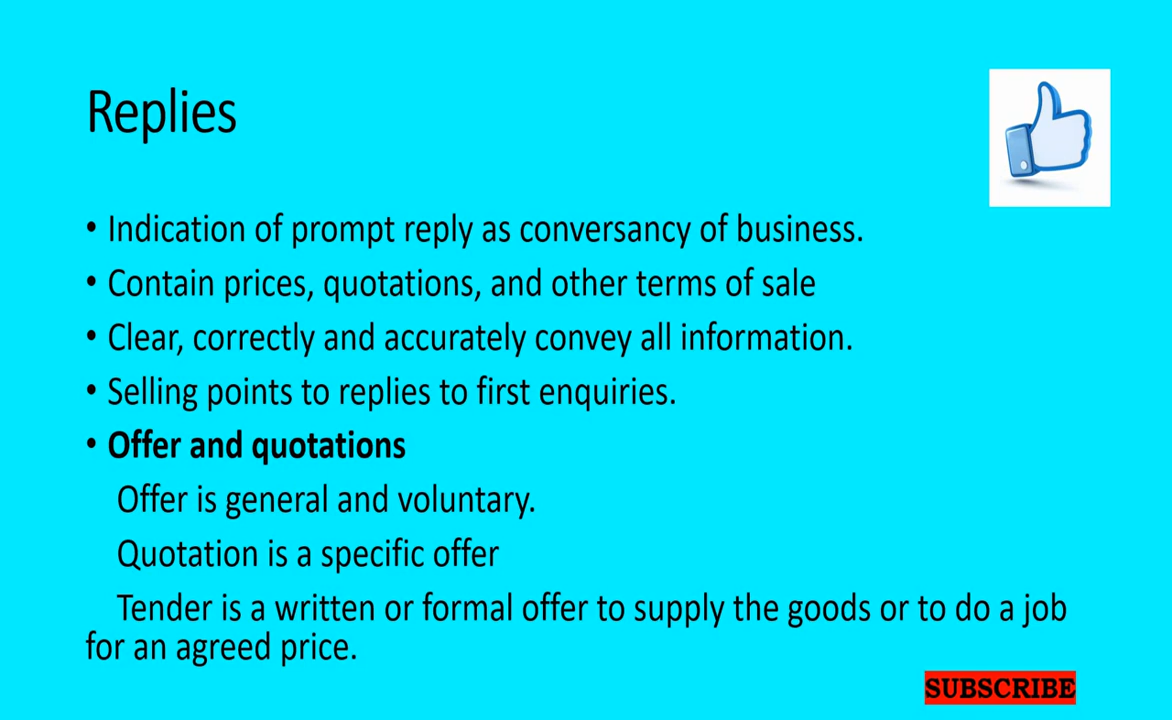 Replies
• Indication of prompt reply as conversancy of business.
• Contain prices, quotations, and other terms of sale
• Clear, correctly and accurately convey all information.
• Selling points to replies to first enquiries.
• Offer and quotations
Offer is general and voluntary.
Quotation is a specific offer
Tender is a written or formal offer to supply the goods or to do a job
for an agreed price.
SUBSCRIBE